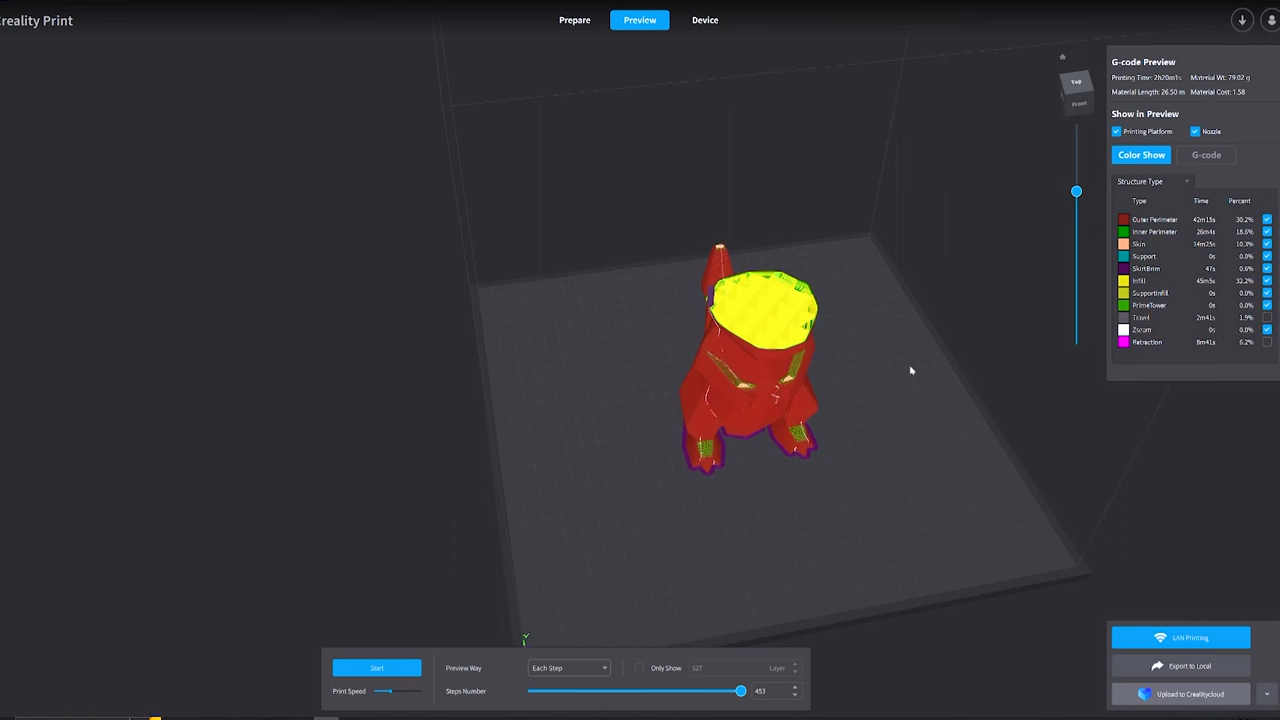 reality Print
Prepare
Preview
Device
G-code Preview
Printing Time: 2h20m1s Material Wt: 79.02 g
Material Length: 26.50 m Material Cost: 1.58
Show in Preview
Printing Platform Nozzle
Color Show G-code
Structure Type
Type Time Percent
Outer Perimeter 42m15s 30.2%
Inner Perimeter 26m4s 18.6%
Skin 14m25s 10.3%
Support 0s 0.0%
SkirtBrim 47s 0.6%
Infill 45m5s 32.2%
SupportInfill 0s 0.0%
PrimeTower 0s 0.0%
Travel 2m41s 1.9%
Zseam 0s 0.0%
Retraction 8m41s 6.2%
Top
Front
Start Preview Way Each Step Only Show 527 Layer
Print Speed Steps Number 453
LAN Printing
Export to Local
Upload to Crealitycloud